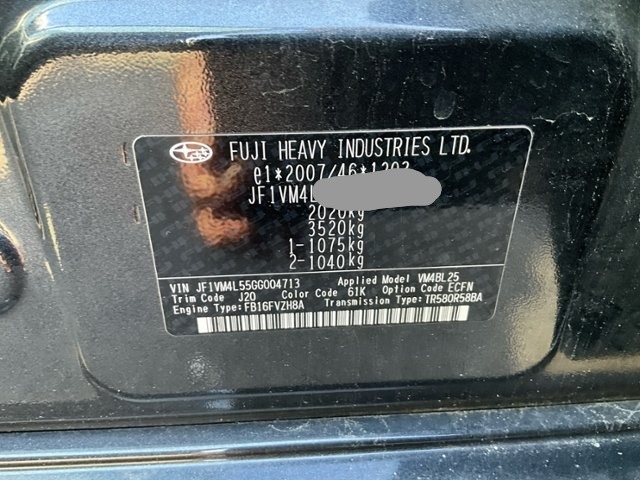 FUJI HEAVY INDUSTRIES LTD.
e1*2007/46*1203
JF1VM4L
2020kg
3520kg
1-1075kg
2-1040kg
VIN JF1VM4L55GG004713 Applied Model VM4BL25
Trim Code J20 Color Code 61K Option Code ECFN
Engine Type:FB16FVZH8A Transmission Type:TR580R58BA